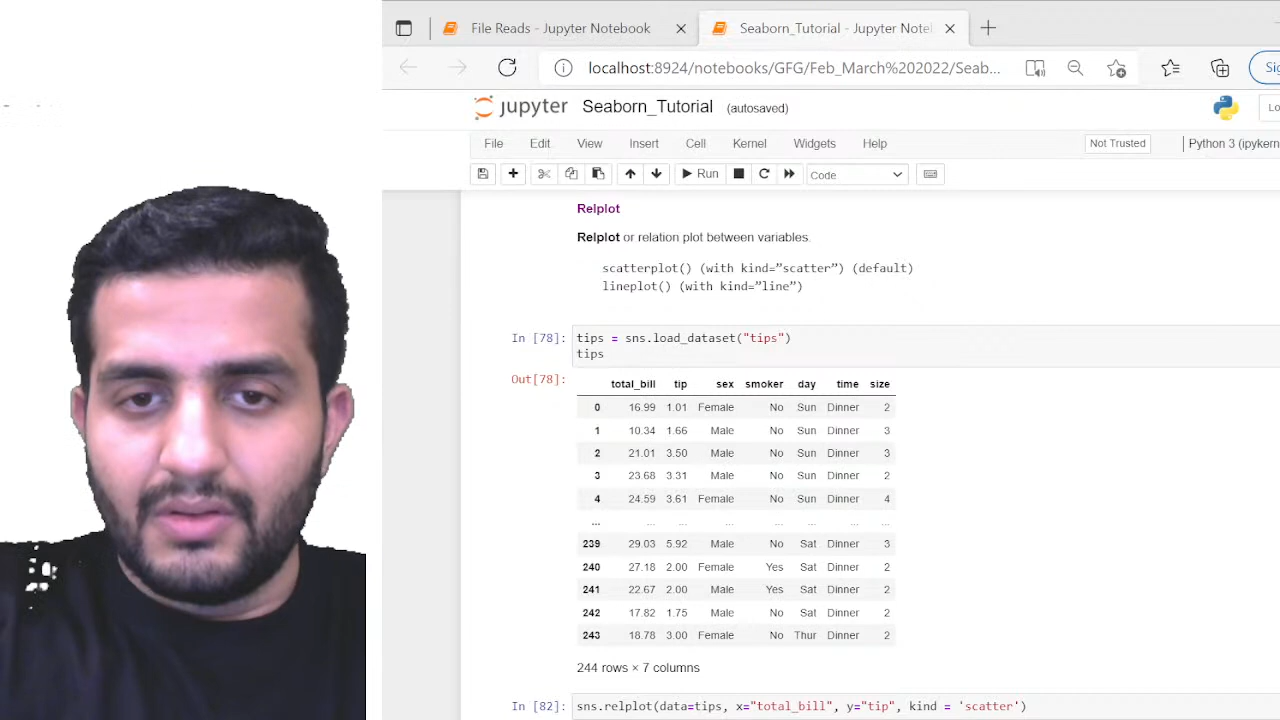 File Reads - Jupyter Notebook
Seaborn_Tutorial - Jupyter Note
localhost:8924/notebooks/GFG/Feb_March%202022/Seab...
jupyter Seaborn_Tutorial (autosaved)
File Edit View Insert Cell Kernel Widgets Help Not Trusted Python 3 (ipykern
Run Code
Relplot
Relplot or relation plot between variables.
scatterplot() (with kind=”scatter”) (default)
lineplot() (with kind=”line”)
In [78]: tips = sns.load_dataset("tips")
tips
Out[78]:
total_bill tip sex smoker day time size
0 16.99 1.01 Female No Sun Dinner 2
1 10.34 1.66 Male No Sun Dinner 3
2 21.01 3.50 Male No Sun Dinner 3
3 23.68 3.31 Male No Sun Dinner 2
4 24.59 3.61 Female No Sun Dinner 4
... ... ... ... ... ... ... ...
239 29.03 5.92 Male No Sat Dinner 3
240 27.18 2.00 Female Yes Sat Dinner 2
241 22.67 2.00 Male Yes Sat Dinner 2
242 17.82 1.75 Male No Sat Dinner 2
243 18.78 3.00 Female No Thur Dinner 2
244 rows × 7 columns
In [82]: sns.relplot(data=tips, x="total_bill", y="tip", kind = 'scatter')